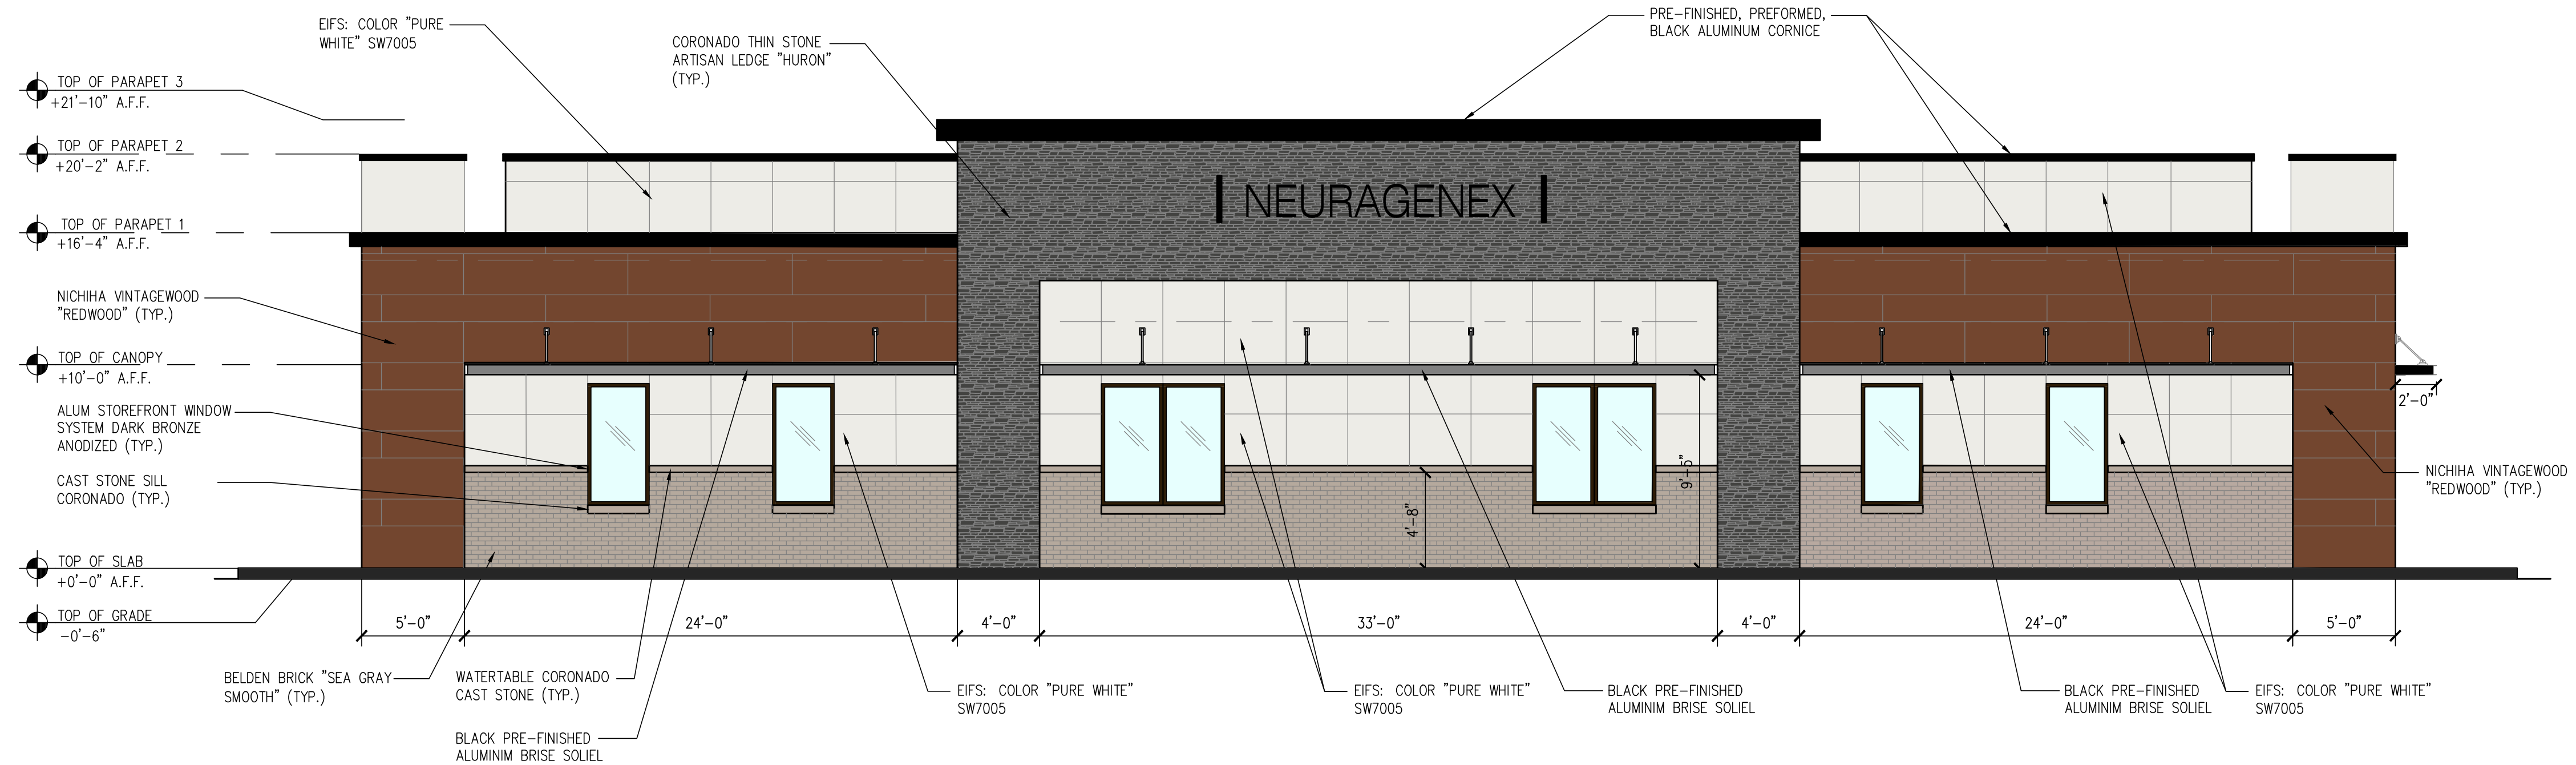 EIFS: COLOR "PURE
WHITE" SW7005
CORONADO THIN STONE
ARTISAN LEDGE "HURON"
(TYP.)
PRE-FINISHED, PREFORMED,
BLACK ALUMINUM CORNICE
TOP OF PARAPET 3
+21'-10" A.F.F.
TOP OF PARAPET 2
+20'-2" A.F.F.
TOP OF PARAPET 1
+16'-4" A.F.F.
| NEURAGENEX |
NICHIHA VINTAGEWOOD
"REDWOOD" (TYP.)
TOP OF CANOPY
+10'-0" A.F.F.
ALUM STOREFRONT WINDOW
SYSTEM DARK BRONZE
ANODIZED (TYP.)
CAST STONE SILL
CORONADO (TYP.)
TOP OF SLAB
+0'-0" A.F.F.
TOP OF GRADE
-0'-6"
4'-8"
9'-5"
2'-0"
NICHIHA VINTAGEWOOD
"REDWOOD" (TYP.)
5'-0"
24'-0"
4'-0"
33'-0"
4'-0"
24'-0"
5'-0"
BELDEN BRICK "SEA GRAY
SMOOTH" (TYP.)
WATERTABLE CORONADO
CAST STONE (TYP.)
BLACK PRE-FINISHED
ALUMINIM BRISE SOLIEL
EIFS: COLOR "PURE WHITE"
SW7005
EIFS: COLOR "PURE WHITE"
SW7005
BLACK PRE-FINISHED
ALUMINIM BRISE SOLIEL
BLACK PRE-FINISHED
ALUMINIM BRISE SOLIEL
EIFS: COLOR "PURE WHITE"
SW7005